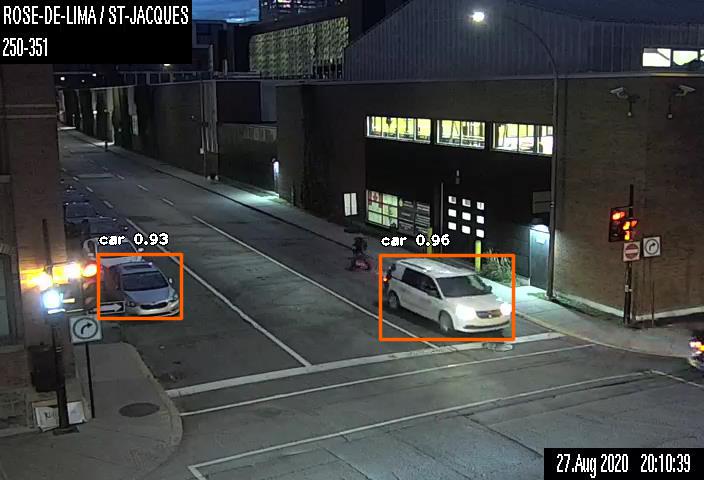 ROSE-DE-LIMA / ST-JACQUES
250-351
car 0.93
car 0.96
27.Aug 2020 20:10:39